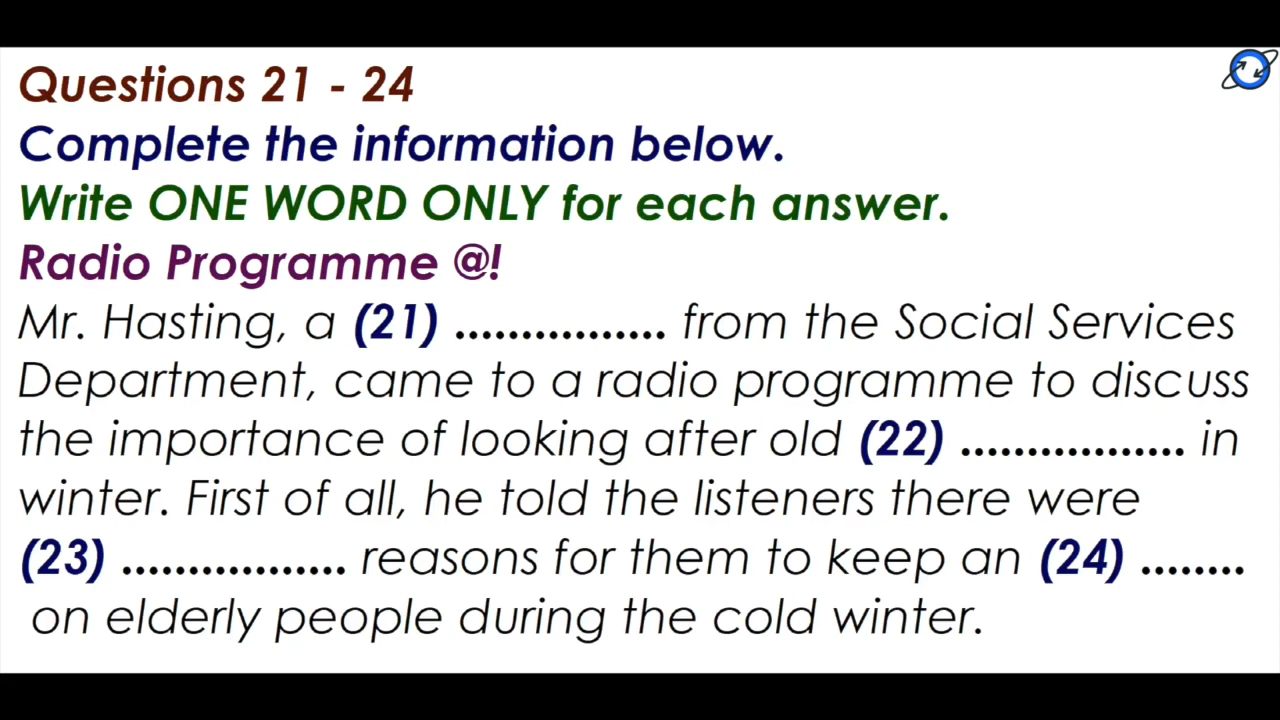 Questions 21 - 24
Complete the information below.
Write ONE WORD ONLY for each answer.
Radio Programme @!
Mr. Hasting, a (21) ................ from the Social Services
Department, came to a radio programme to discuss
the importance of looking after old (22) ................. in
winter. First of all, he told the listeners there were
(23) ................. reasons for them to keep an (24) ........
on elderly people during the cold winter.